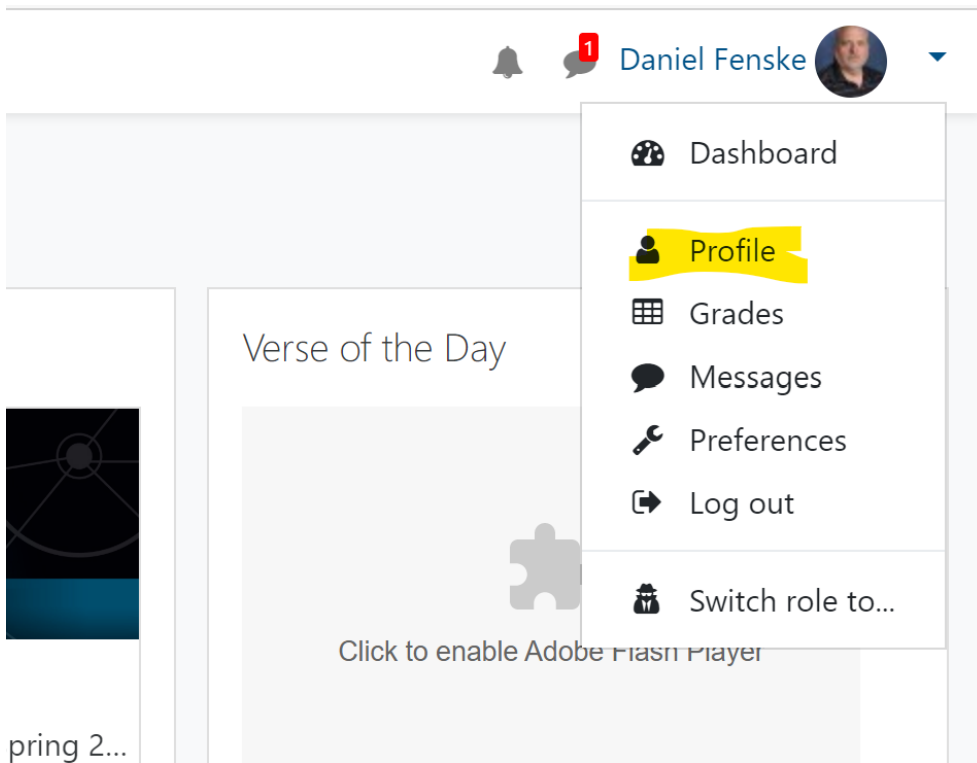 1
Daniel Fenske
Dashboard
Profile
Grades
Messages
Preferences
Log out
Switch role to...
Verse of the Day
Click to enable Adobe Flash Player
pring 2...